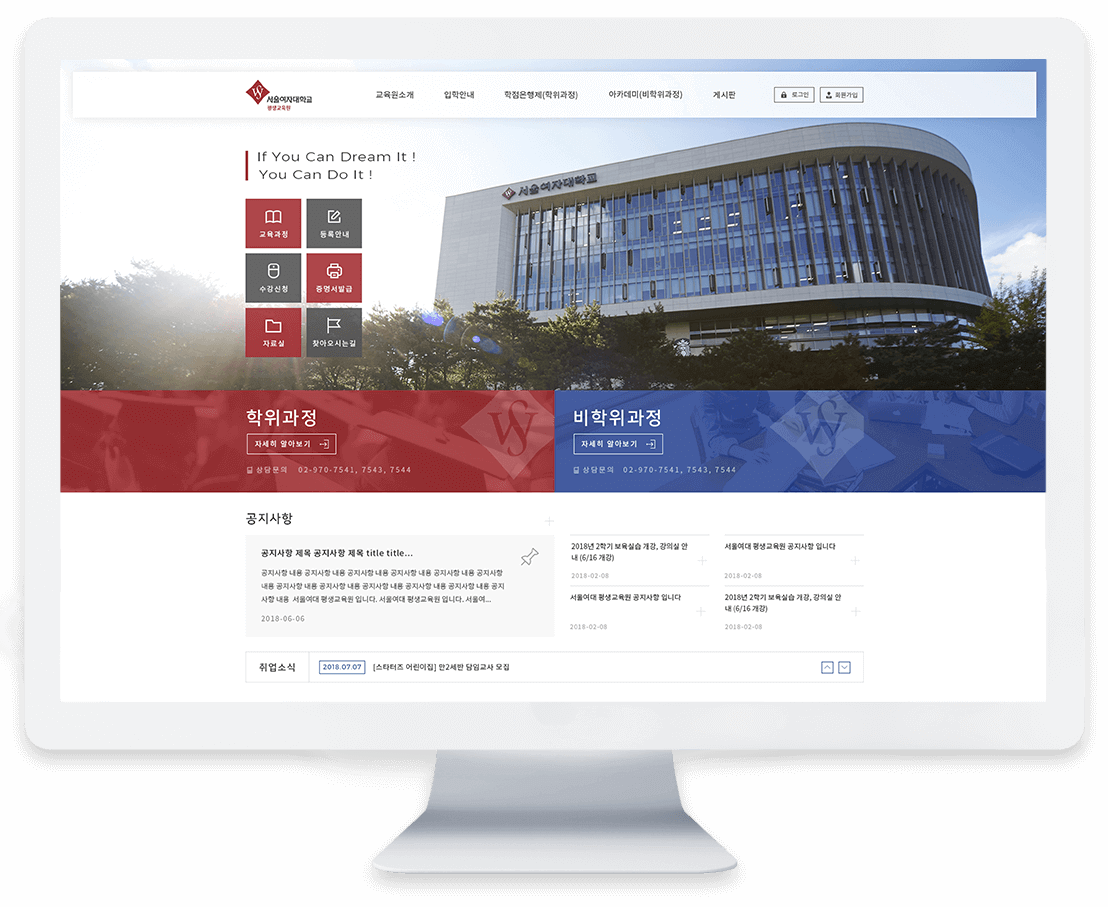 서울여자대학교
평생교육원
교육원소개
입학안내
학점은행제(학위과정)
아카데미(비학위과정)
게시판
로그인
회원가입
If You Can Dream It !
You Can Do It !
서울여자대학교
교육과정
등록안내
수강신청
증명서발급
자료실
찾아오시는길
학위과정
자세히 알아보기
상담문의 02-970-7541, 7543, 7544
비학위과정
자세히 알아보기
상담문의 02-970-7541, 7543, 7544
공지사항
공지사항 제목 공지사항 제목 title title...
공지사항 내용 공지사항 내용 공지사항 내용 공지사항 내용 공지사항 내용 공지사항
내용 공지사항 내용 공지사항 내용 공지사항 내용 공지사항 내용 공지사항 내용 공지
사항 내용 서울여대 평생교육원 입니다. 서울여대 평생교육원 입니다. 서울여...
2018-06-06
2018년 2학기 보육실습 개강, 강의실 안
내 (6/16 개강)
2018-02-08
서울여대 평생교육원 공지사항 입니다
2018-02-08
서울여대 평생교육원 공지사항 입니다
2018-02-08
2018년 2학기 보육실습 개강, 강의실 안
내 (6/16 개강)
2018-02-08
취업소식
2018.07.07
[스타터즈 어린이집] 만2세반 담임교사 모집